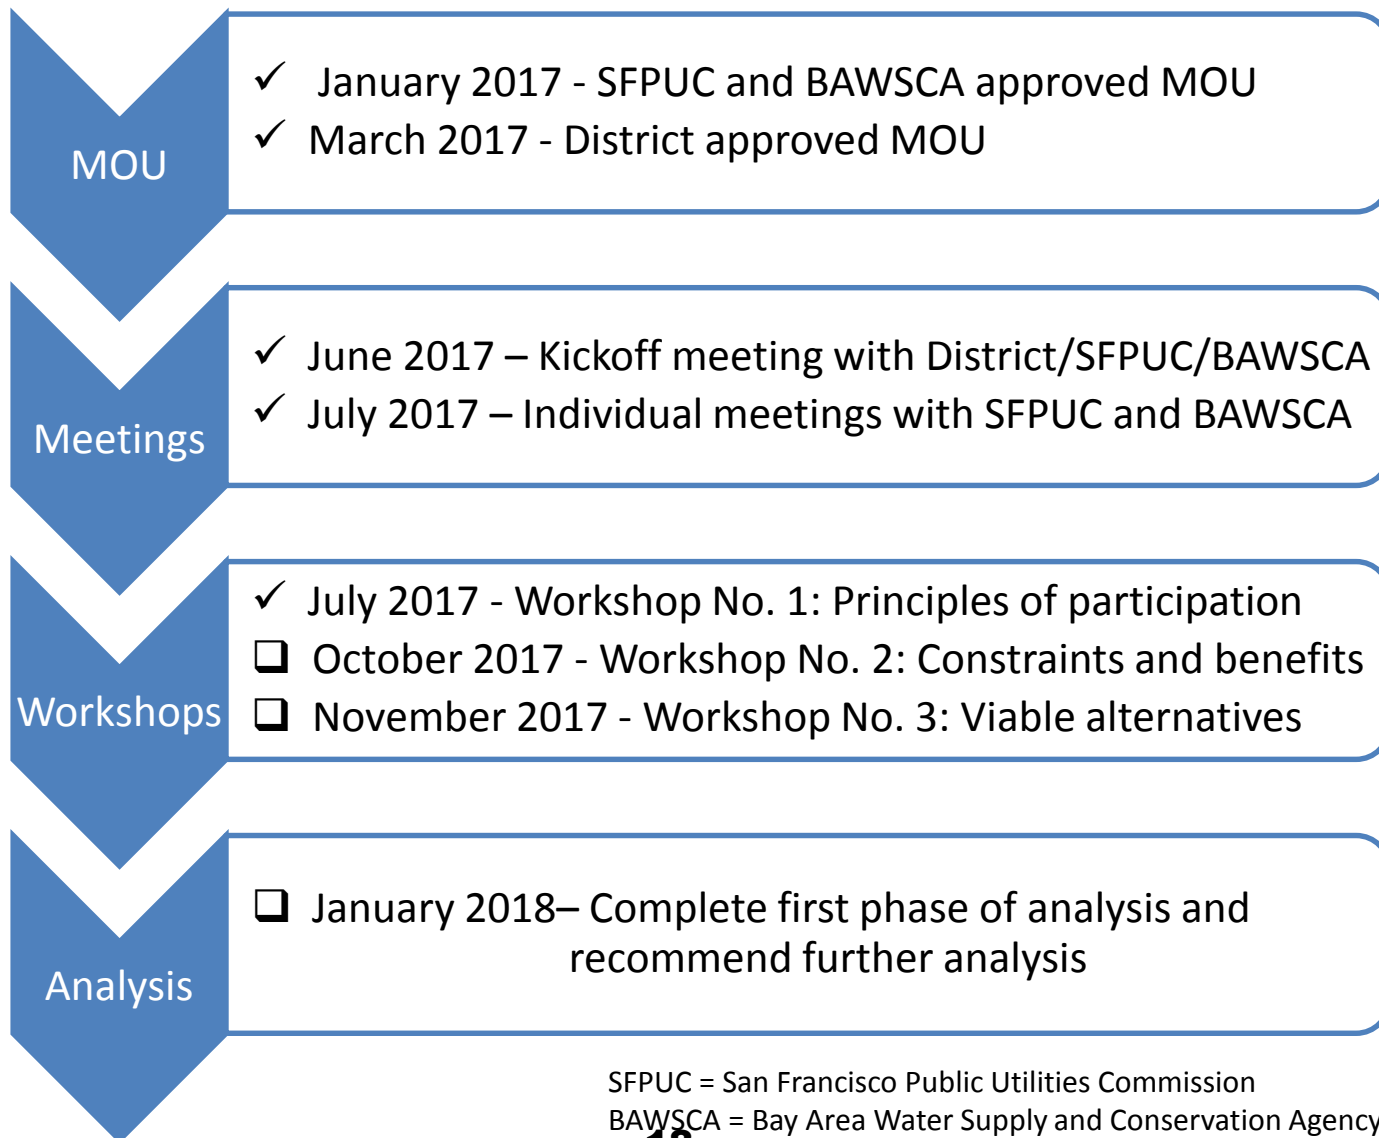 MOU
✓ January 2017 - SFPUC and BAWSCA approved MOU
✓ March 2017 - District approved MOU
Meetings
✓ June 2017 – Kickoff meeting with District/SFPUC/BAWSCA
✓ July 2017 – Individual meetings with SFPUC and BAWSCA
Workshops
✓ July 2017 - Workshop No. 1: Principles of participation
❑ October 2017 - Workshop No. 2: Constraints and benefits
❑ November 2017 - Workshop No. 3: Viable alternatives
Analysis
❑ January 2018– Complete first phase of analysis and
recommend further analysis
SFPUC = San Francisco Public Utilities Commission
BAWSCA = Bay Area Water Supply and Conservation Agency